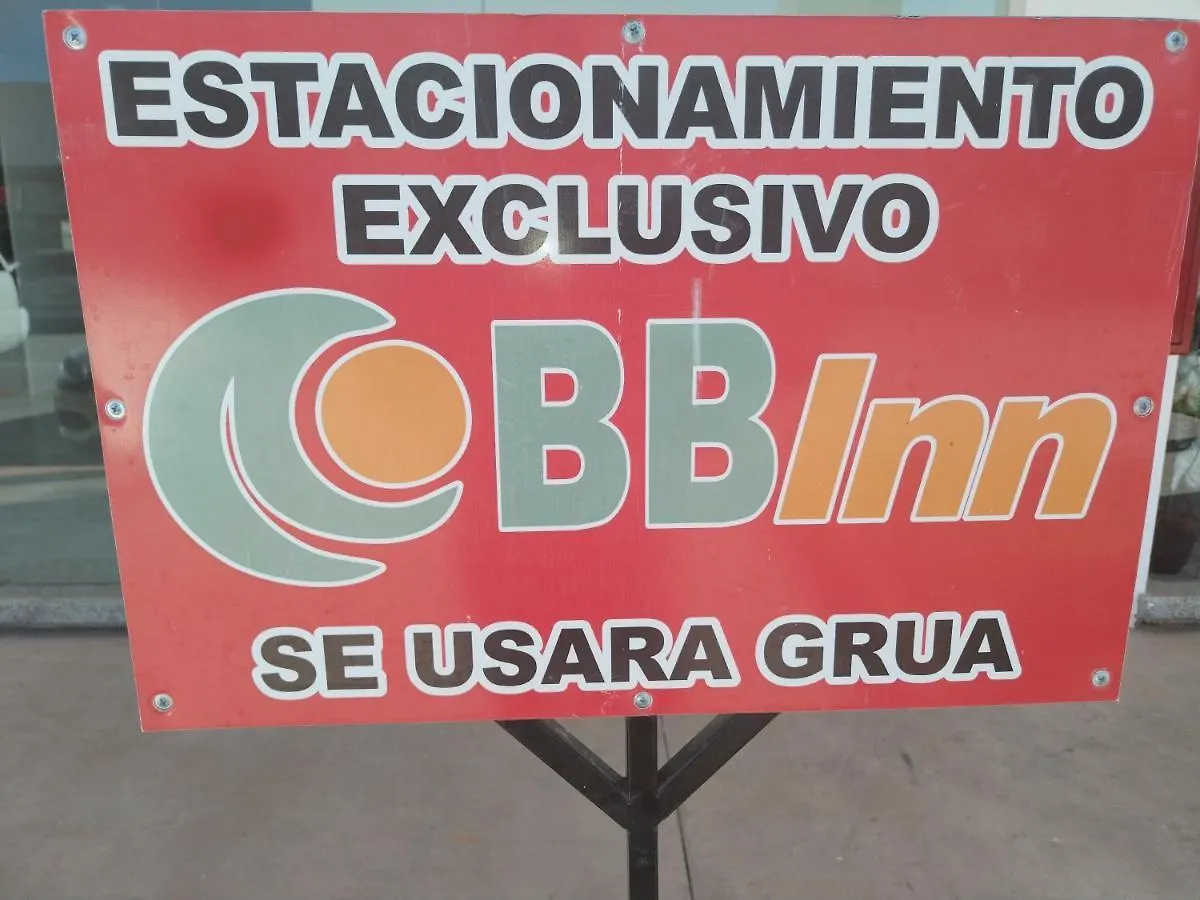 ESTACIONAMIENTO
EXCLUSIVO
BBInn
SE USARA GRUA